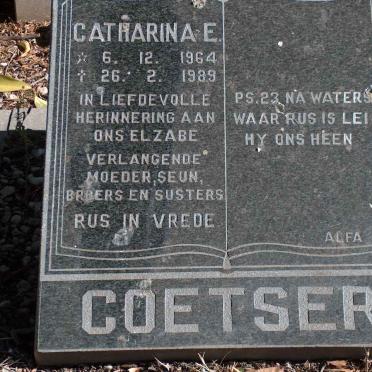 CATHARINA E.
☆ 6. 12. 1964
† 26. 2. 1989
IN LIEFDEVOLLE
HERINNERING AAN
ONS ELZABE
VERLANGENDE
MOEDER, SEUN,
BROERS EN SUSTERS
RUS IN VREDE
PS. 23 NA WATERS
WAAR RUS IS LEI
HY ONS HEEN
ALFA
COETSER